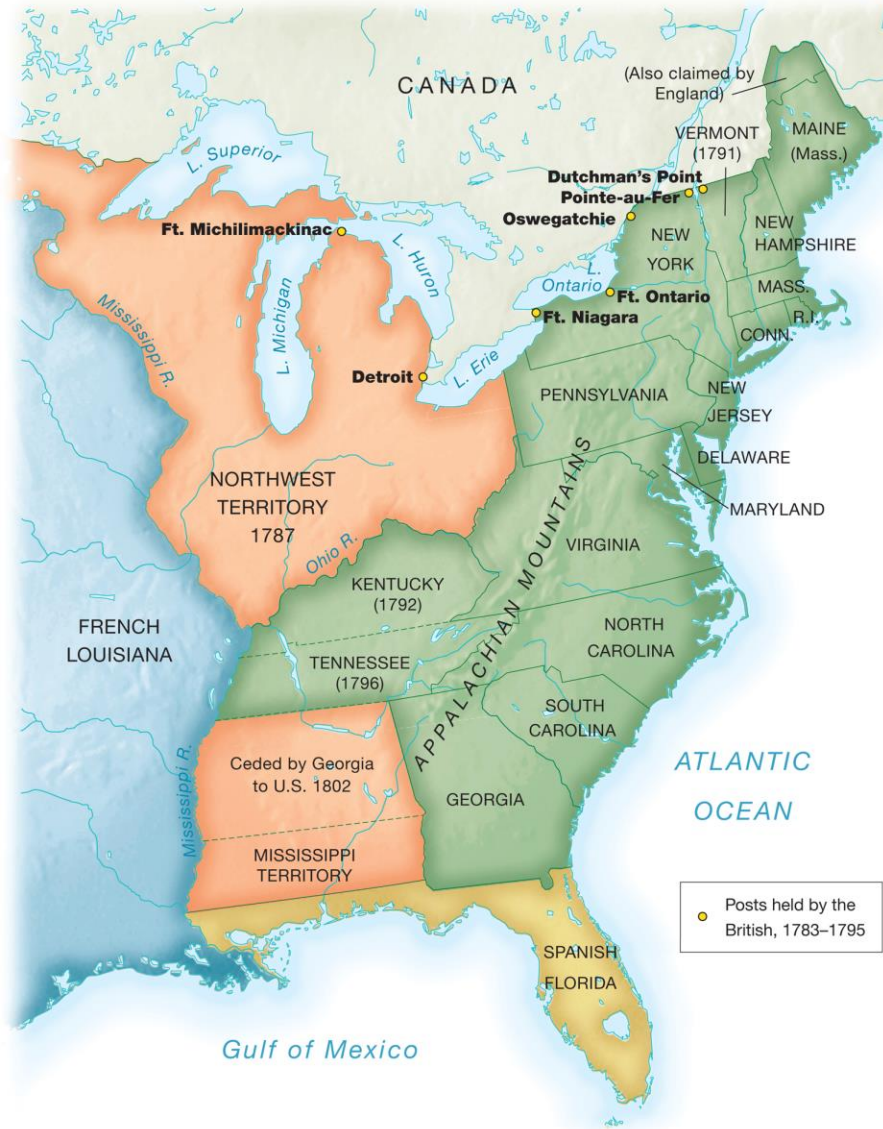 CANADA
(Also claimed by
England)
VERMONT
(1791)
MAINE
(Mass.)
L. Superior
Dutchman's Point
Pointe-au-Fer
Oswegatchie
Ft. Michilimackinac
L. Huron
NEW
YORK
NEW
HAMPSHIRE
L.
Ontario
MASS.
Ft. Ontario
R.I.
Mississippi R.
L. Michigan
Ft. Niagara
CONN.
Detroit
L. Erie
PENNSYLVANIA
NEW
JERSEY
DELAWARE
NORTHWEST
TERRITORY
1787
MARYLAND
Ohio R.
VIRGINIA
APPALACHIAN MOUNTAINS
KENTUCKY
(1792)
FRENCH
LOUISIANA
NORTH
CAROLINA
TENNESSEE
(1796)
SOUTH
CAROLINA
Mississippi R.
Ceded by Georgia
to U.S. 1802
GEORGIA
ATLANTIC
OCEAN
MISSISSIPPI
TERRITORY
Posts held by the
British, 1783–1795
SPANISH
FLORIDA
Gulf of Mexico